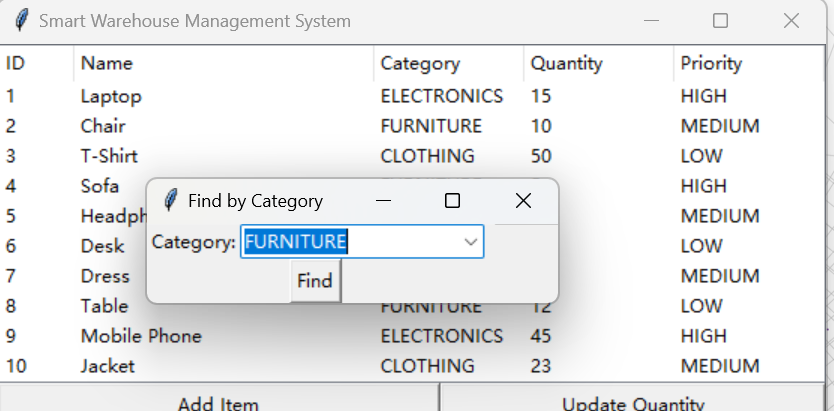 Smart Warehouse Management System
ID Name Category Quantity Priority
1 Laptop ELECTRONICS 15 HIGH
2 Chair FURNITURE 10 MEDIUM
3 T-Shirt CLOTHING 50 LOW
4 Sofa HIGH
Find by Category
5 MEDIUM
Category: FURNITURE
6 Desk LOW
7 Dress MEDIUM
Find
8 Table FURNITURE 12 LOW
9 Mobile Phone ELECTRONICS 45 HIGH
10 Jacket CLOTHING 23 MEDIUM
Add Item Update Quantity